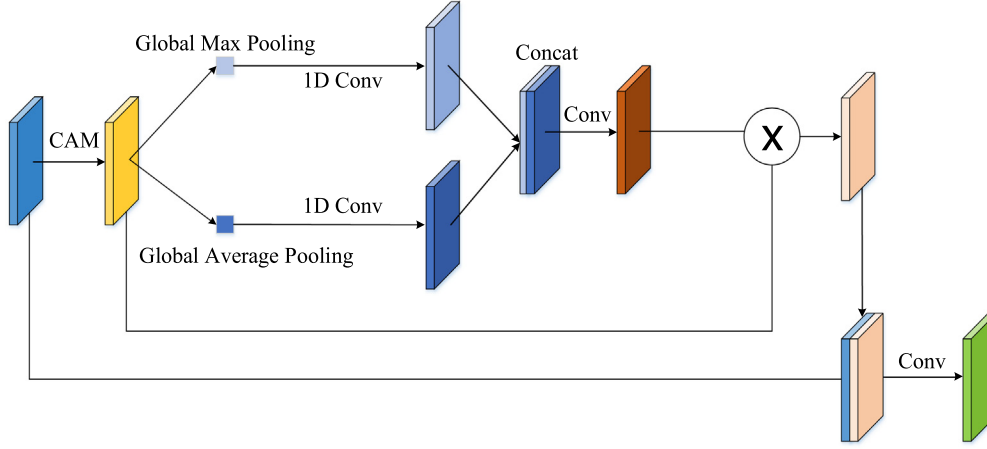 Global Max Pooling
1D Conv
Concat
CAM
Conv
X
1D Conv
Global Average Pooling
Conv